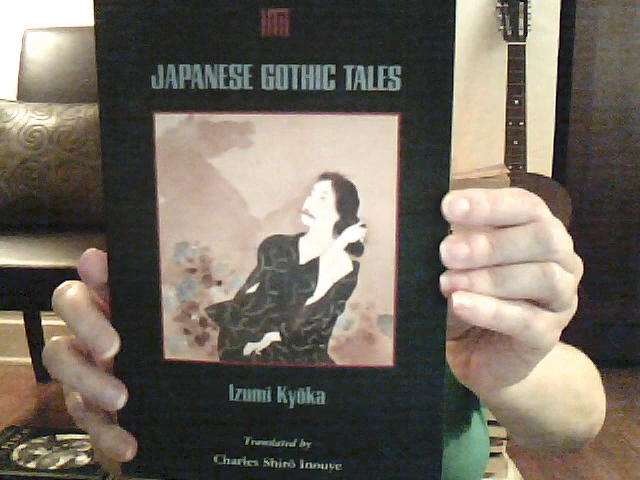 JAPANESE GOTHIC TALES
Izumi Kyōka
Translated by
Charles Shirō Inouye